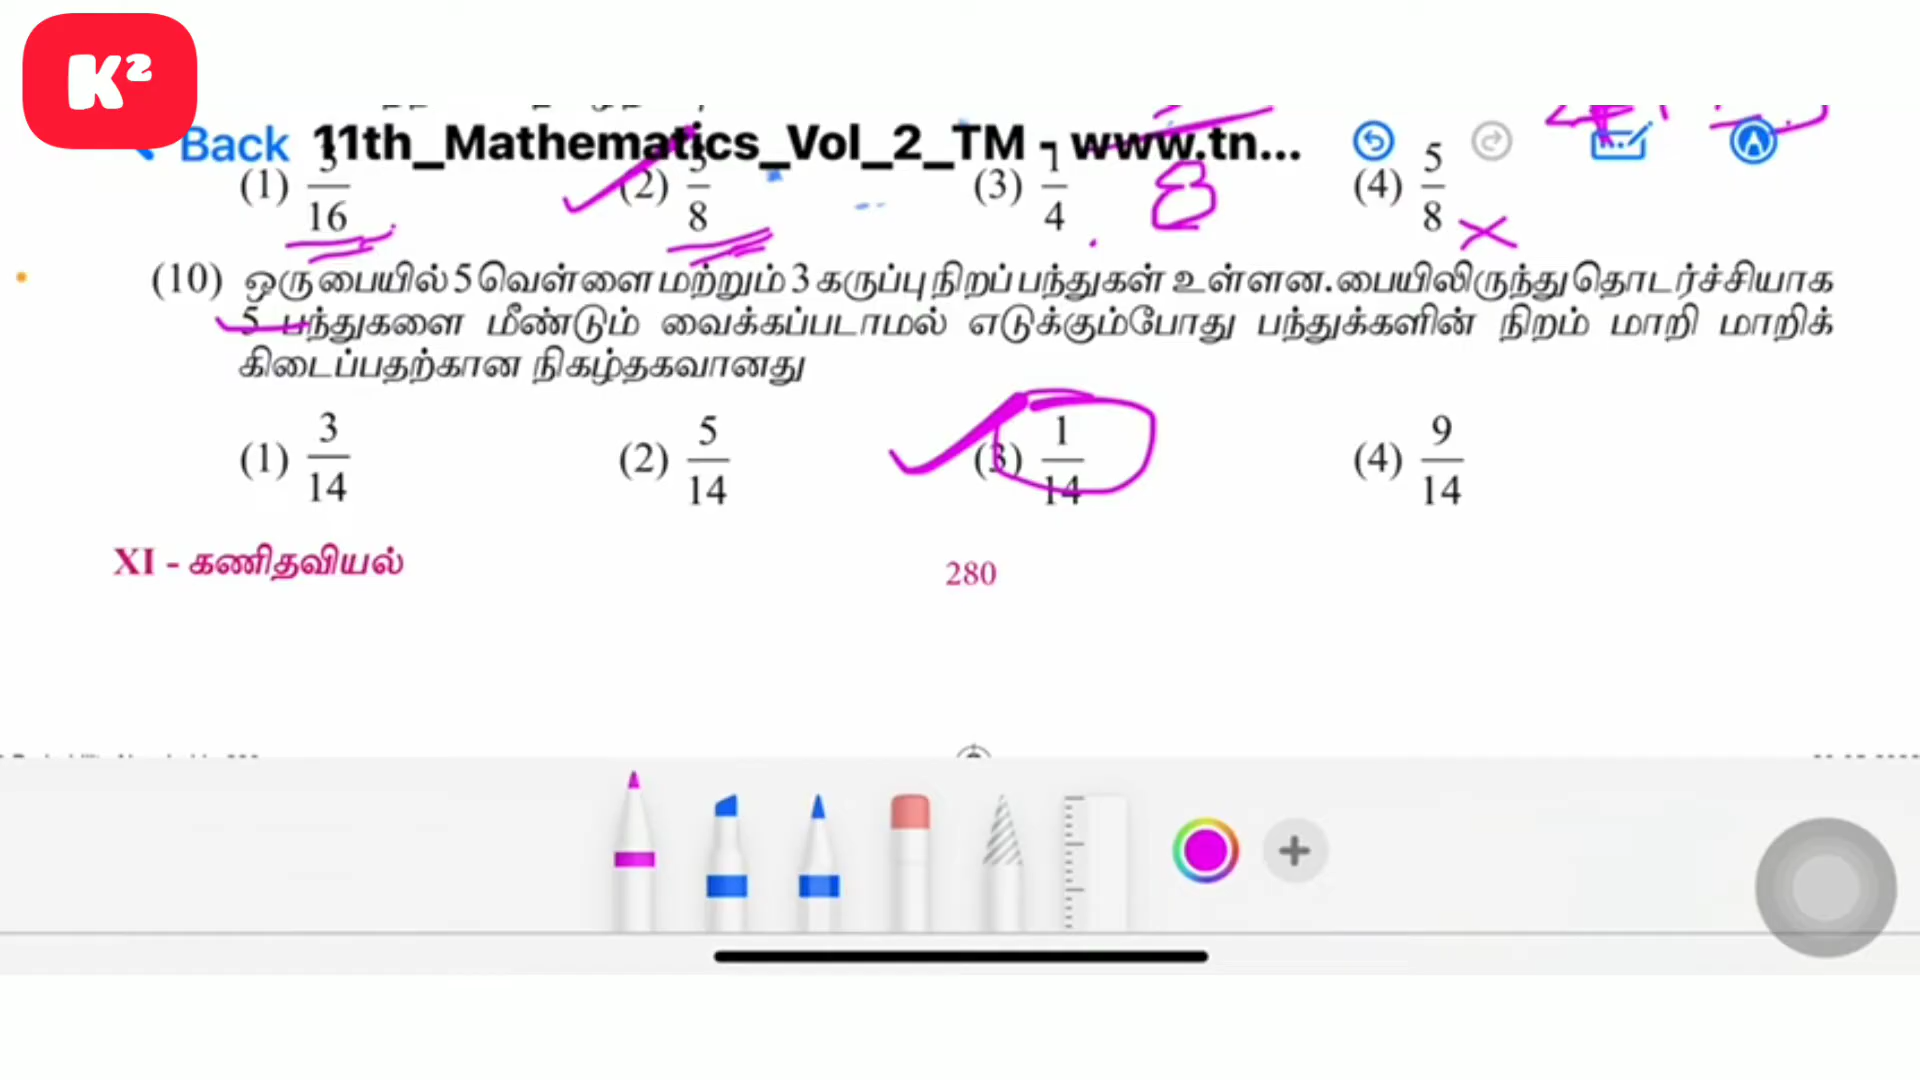 K²
Back 11th_Mathematics_Vol_2_TM - www.tn...
(1) 3/16 (2) 3/8 (3) 1/4 8 (4) 5/8
(10) ஒரு பையில் 5 வெள்ளை மற்றும் 3 கருப்பு நிறப் பந்துகள் உள்ளன. பையிலிருந்து தொடர்ச்சியாக
5 பந்துகளை மீண்டும் வைக்கப்படாமல் எடுக்கும்போது பந்துக்களின் நிறம் மாறி மாறிக்
கிடைப்பதற்கான நிகழ்தகவானது
(1) 3/14 (2) 5/14 (3) 1/14 (4) 9/14
XI - கணிதவியல் 280